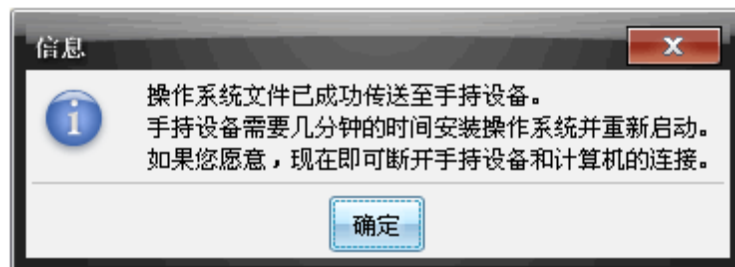 信息
操作系统文件已成功传送至手持设备。
手持设备需要几分钟的时间安装操作系统并重新启动。
如果您愿意，现在即可断开手持设备和计算机的连接。
确定